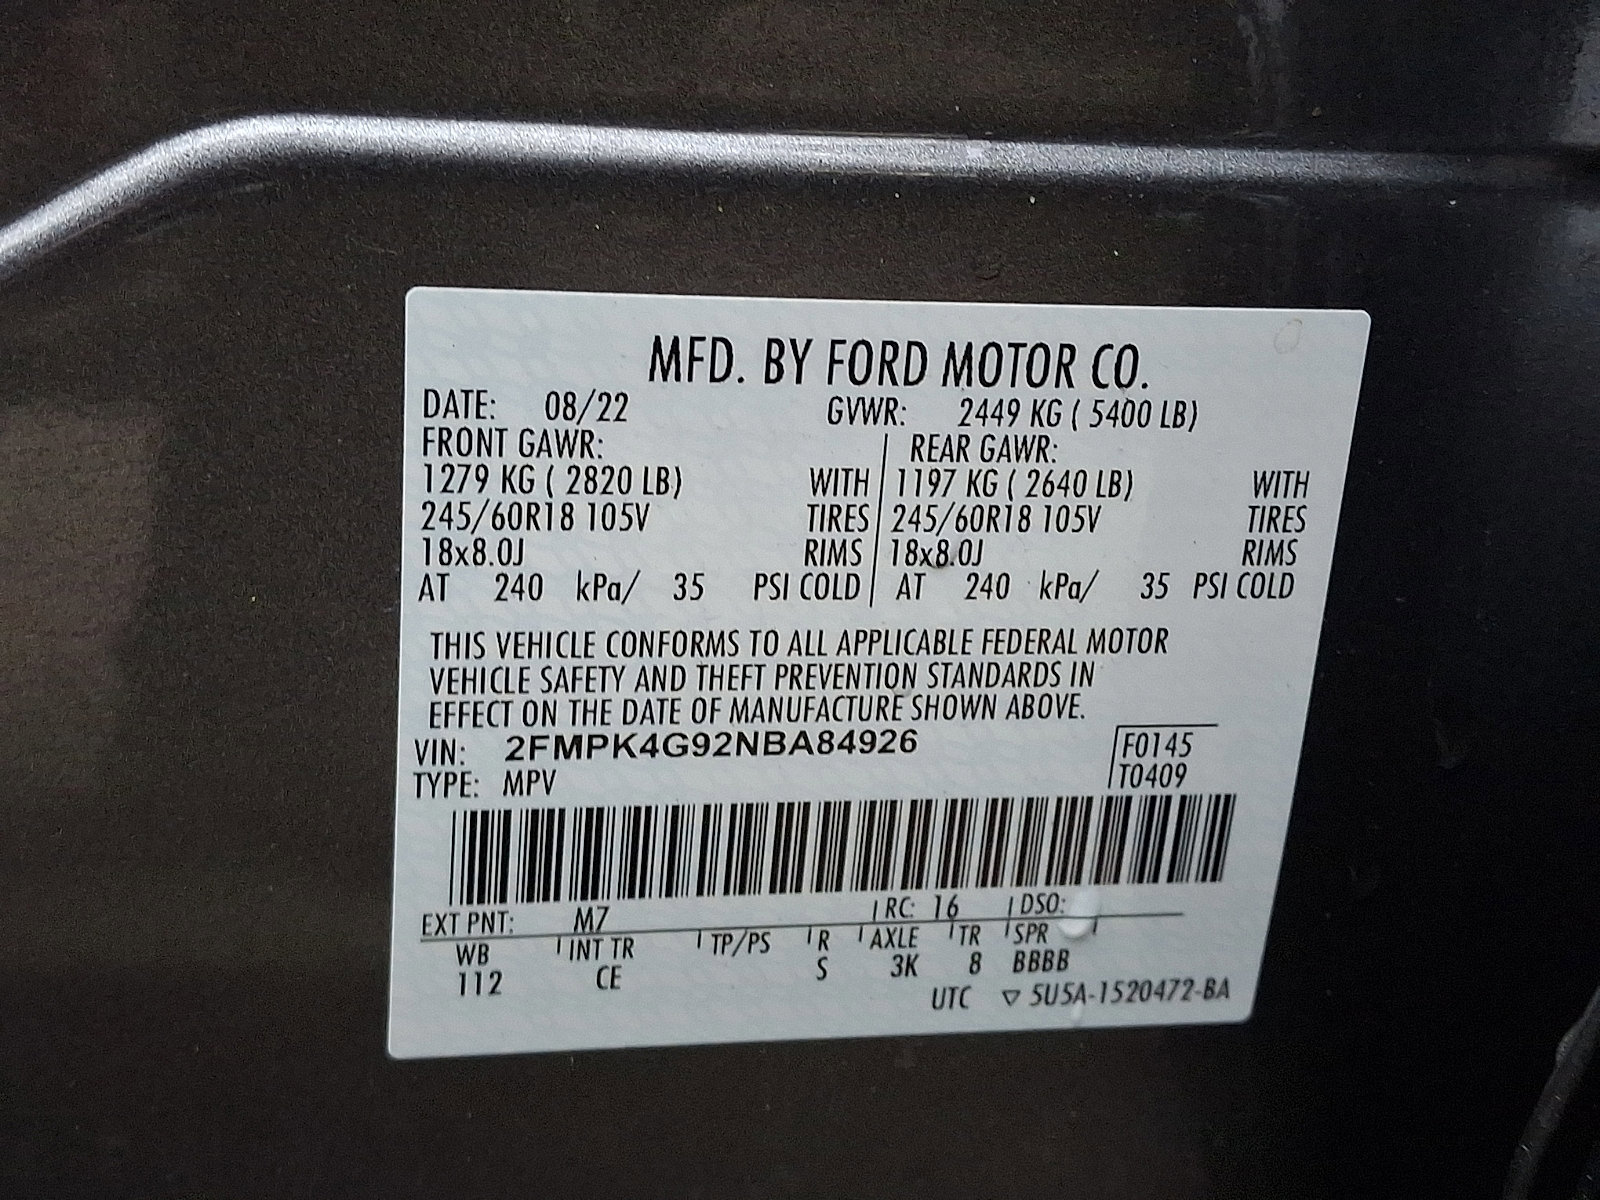 MFD. BY FORD MOTOR CO.
DATE: 08/22 GVWR: 2449 KG ( 5400 LB)
FRONT GAWR: REAR GAWR:
1279 KG ( 2820 LB) WITH 1197 KG ( 2640 LB) WITH
245/60R18 105V TIRES 245/60R18 105V TIRES
18x8.0J RIMS 18x8.0J RIMS
AT 240 kPa/ 35 PSI COLD AT 240 kPa/ 35 PSI COLD
THIS VEHICLE CONFORMS TO ALL APPLICABLE FEDERAL MOTOR
VEHICLE SAFETY AND THEFT PREVENTION STANDARDS IN
EFFECT ON THE DATE OF MANUFACTURE SHOWN ABOVE.
VIN: 2FMPK4G92NBA84926 F0145
TYPE: MPV T0409
EXT PNT: M7 RC: 16 DSO:
WB INT TR TP/PS R AXLE TR SPR
112 CE S 3K 8 BBBB
UTC ▽ 5U5A-1520472-BA